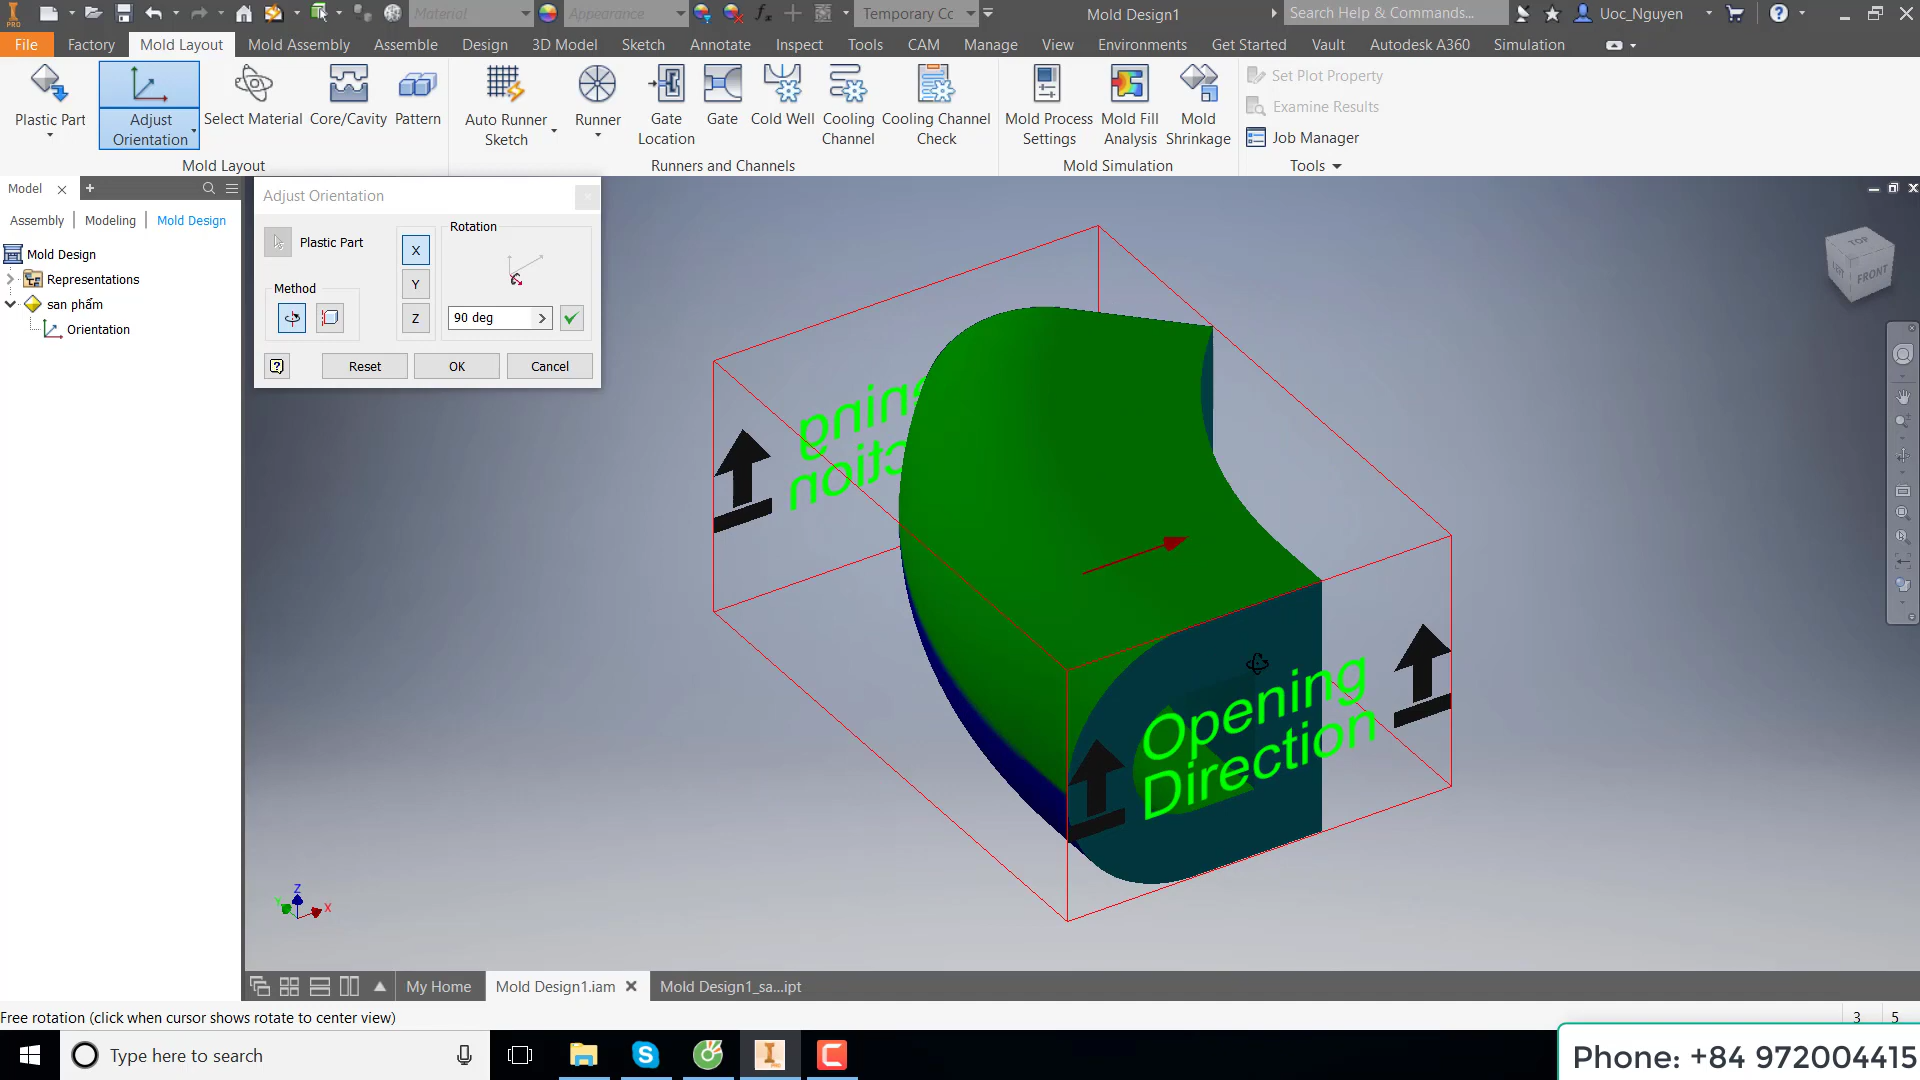 PRO
Material
Appearance
fx
Temporary Cc
Mold Design1
Search Help & Commands...
Uoc_Nguyen
File
Factory
Mold Layout
Mold Assembly
Assemble
Design
3D Model
Sketch
Annotate
Inspect
Tools
CAM
Manage
View
Environments
Get Started
Vault
Autodesk A360
Simulation
Plastic Part
Adjust
Orientation
Select Material
Core/Cavity
Pattern
Auto Runner
Sketch
Runner
Gate
Location
Gate
Cold Well
Cooling
Channel
Cooling Channel
Check
Mold Process
Settings
Mold Fill
Analysis
Mold
Shrinkage
Set Plot Property
Examine Results
Job Manager
Mold Layout
Runners and Channels
Mold Simulation
Tools
Model
Assembly
Modeling
Mold Design
Mold Design
Representations
san phẩm
Orientation
Adjust Orientation
Plastic Part
Method
X
Y
Z
Rotation
90 deg
Reset
OK
Cancel
TOP
LEFT
FRONT
ning
ction
Opening
Direction
Z
Y
X
My Home
Mold Design1.iam
Mold Design1_sa...ipt
Free rotation (click when cursor shows rotate to center view)
3
5
Type here to search
Phone: +84 972004415